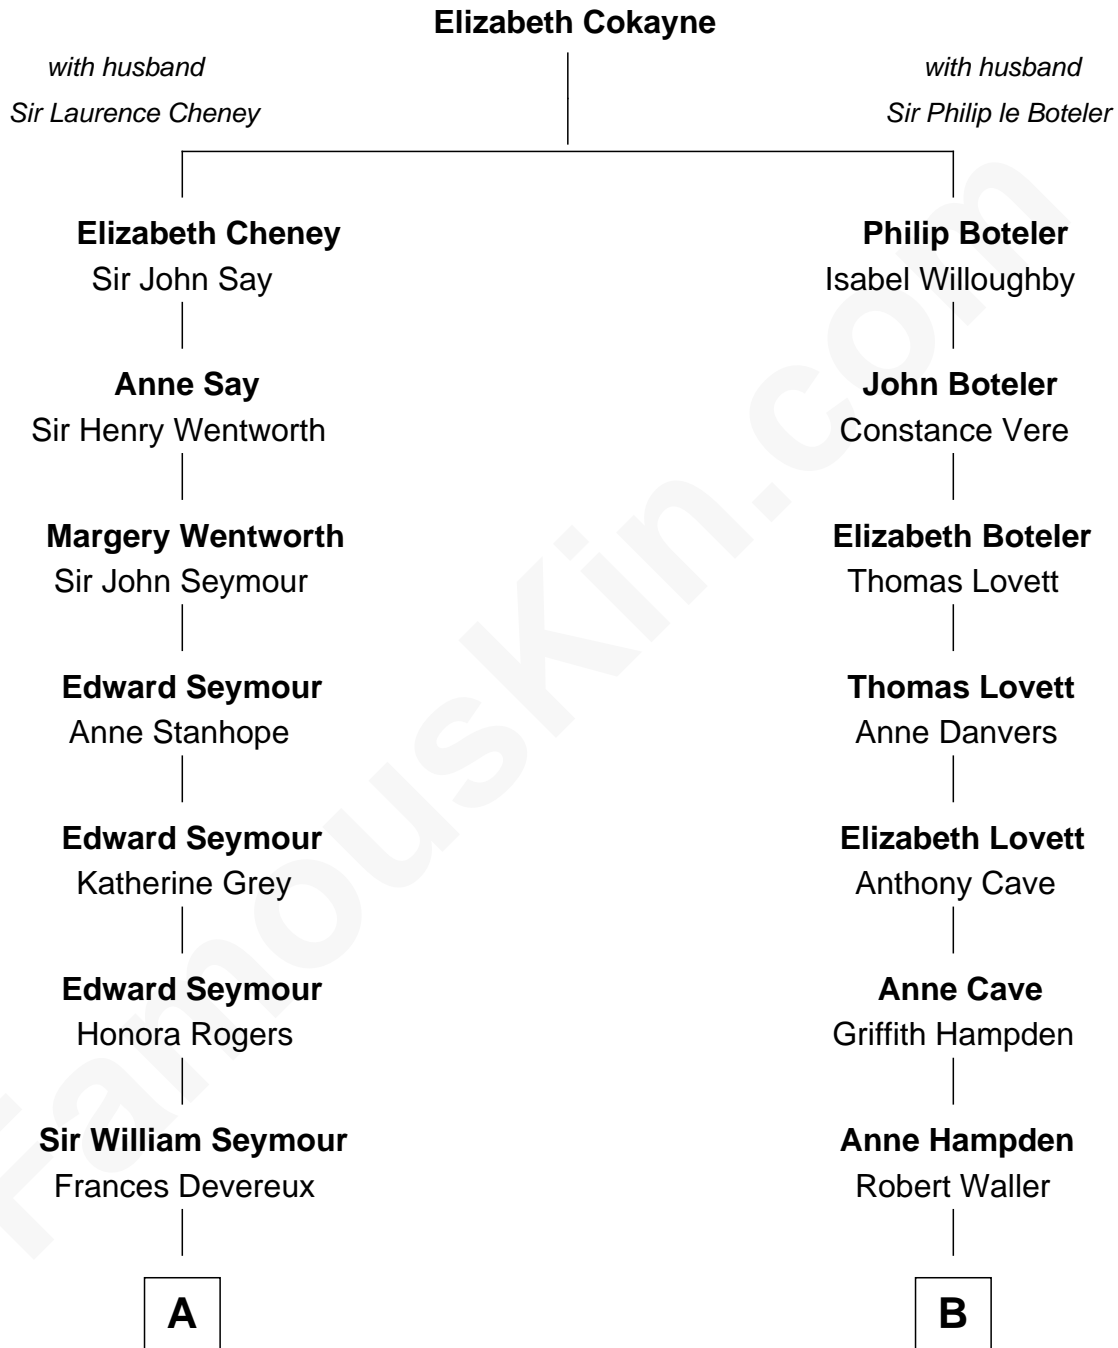 Elizabeth Cokayne
with husband
Sir Laurence Cheney
with husband
Sir Philip le Boteler
Elizabeth Cheney
Sir John Say
Philip Boteler
Isabel Willoughby
Anne Say
Sir Henry Wentworth
John Boteler
Constance Vere
Margery Wentworth
Sir John Seymour
Elizabeth Boteler
Thomas Lovett
Edward Seymour
Anne Stanhope
Thomas Lovett
Anne Danvers
Edward Seymour
Katherine Grey
Elizabeth Lovett
Anthony Cave
Edward Seymour
Honora Rogers
Anne Cave
Griffith Hampden
Sir William Seymour
Frances Devereux
Anne Hampden
Robert Waller
A
B
FamousKin.com